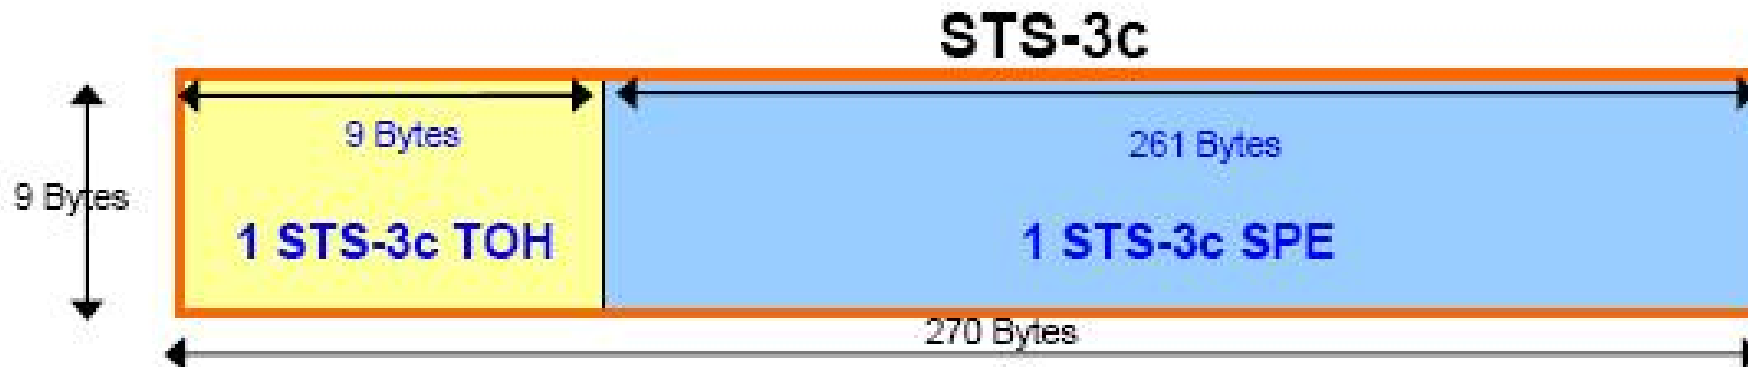 STS-3c
9 Bytes
261 Bytes
9 Bytes
1 STS-3c TOH
1 STS-3c SPE
270 Bytes